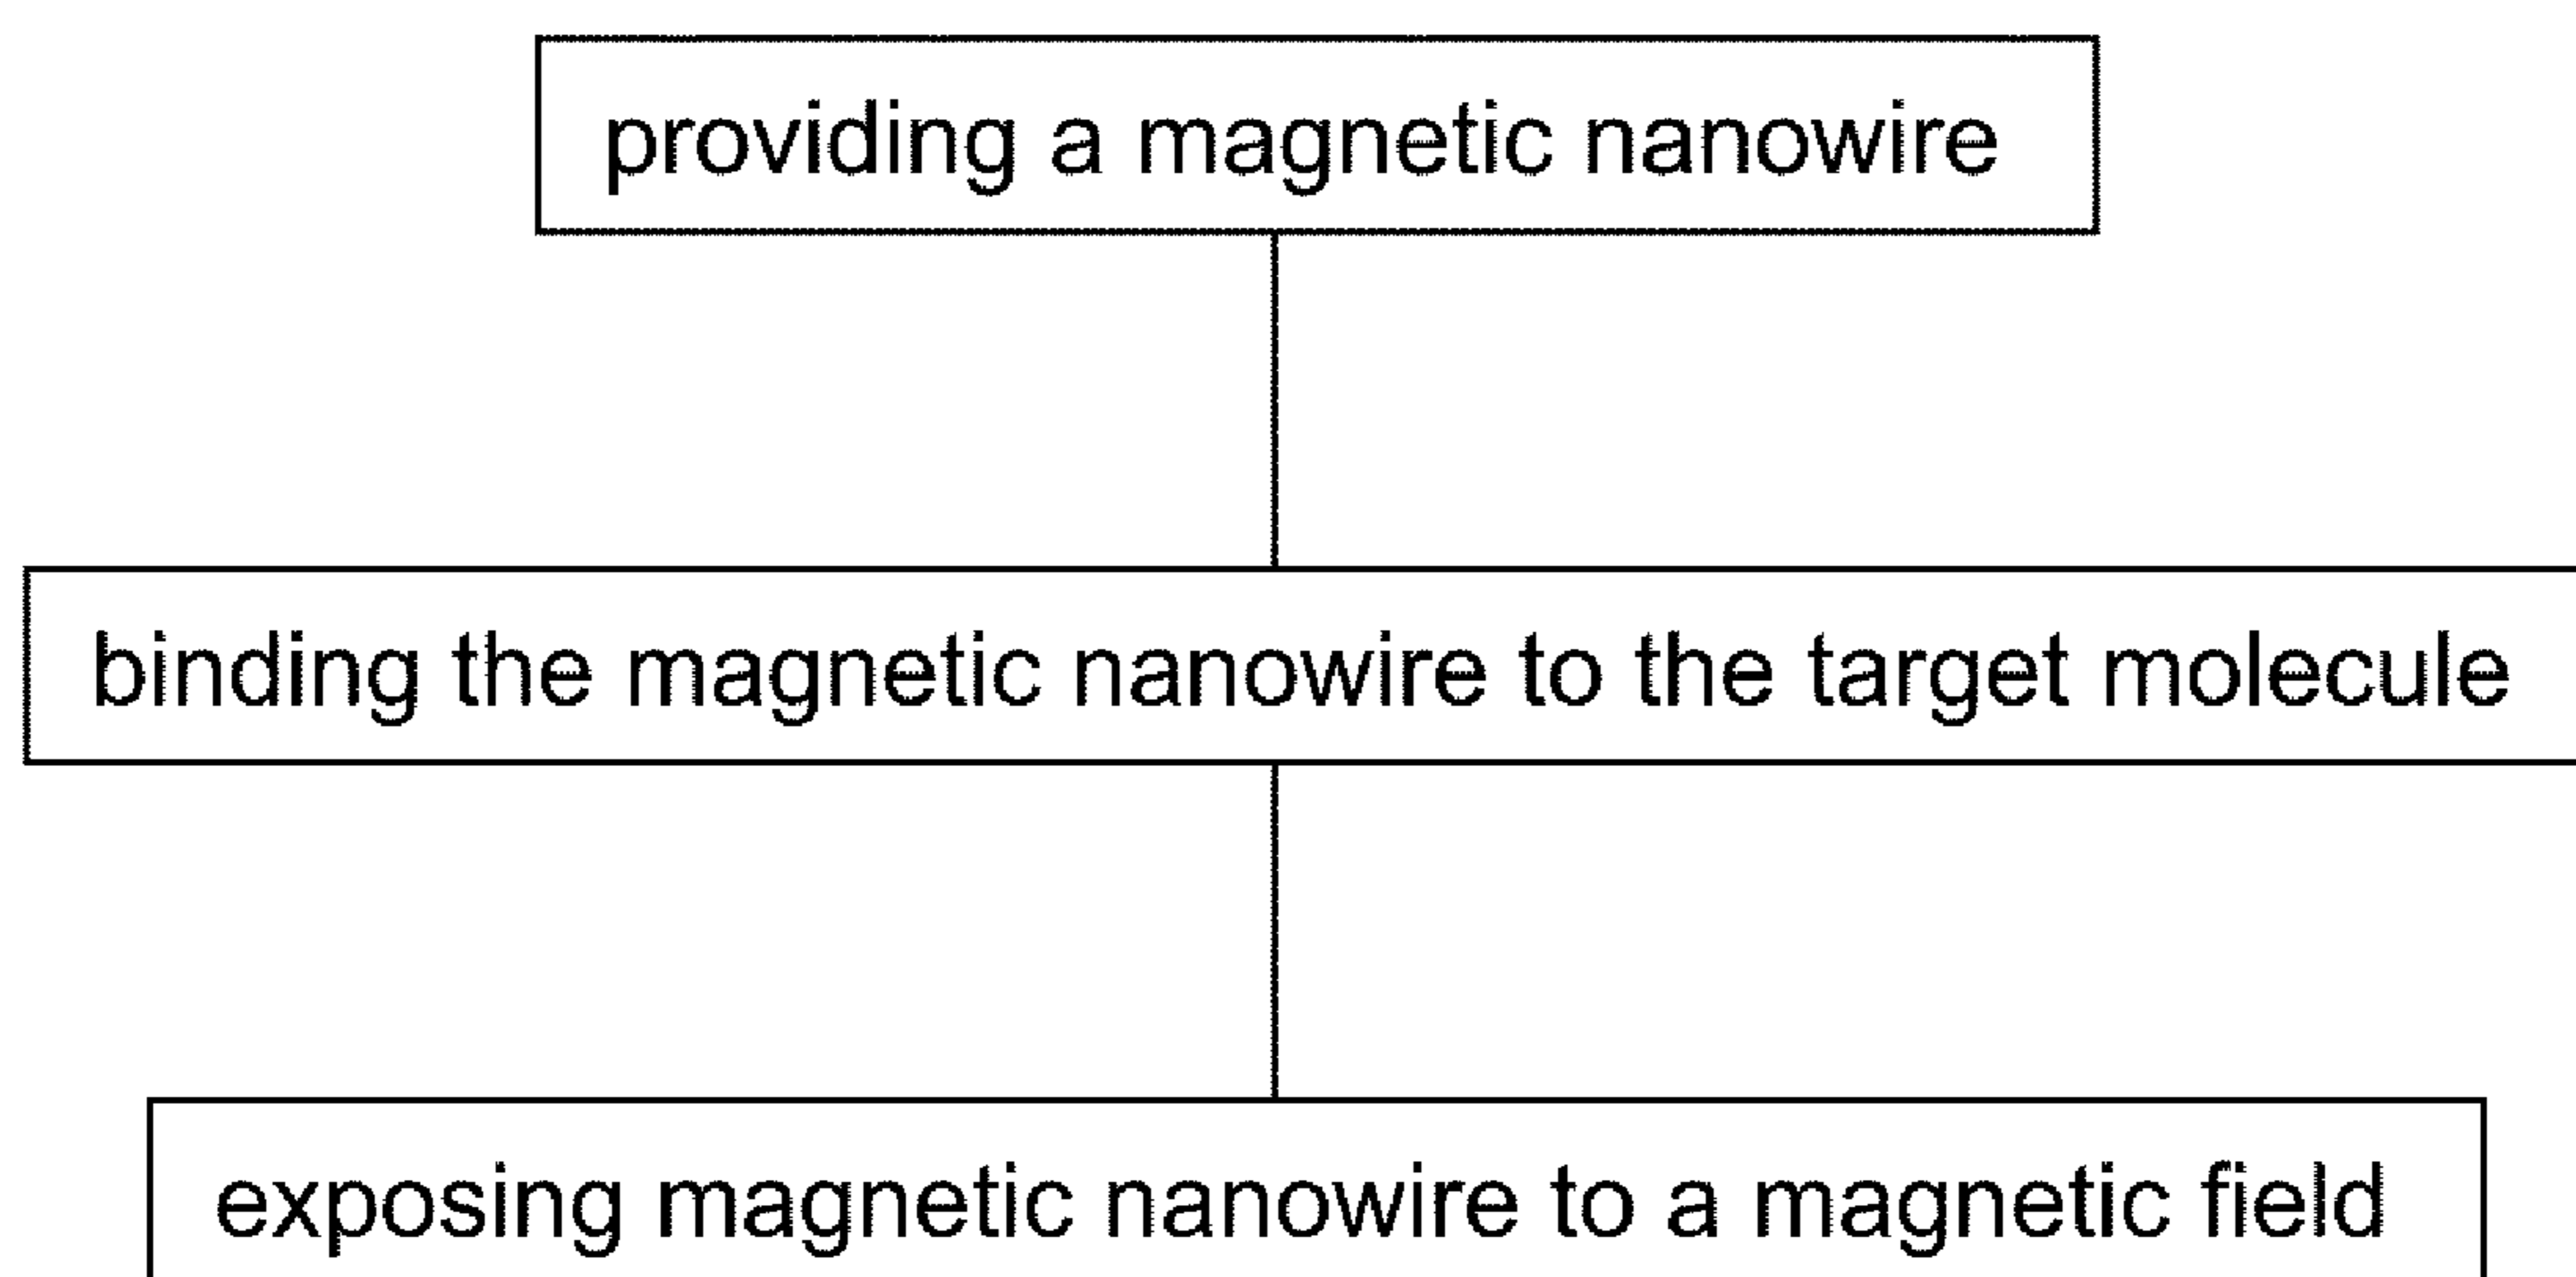 providing a magnetic nanowire
binding the magnetic nanowire to the target molecule
exposing magnetic nanowire to a magnetic field